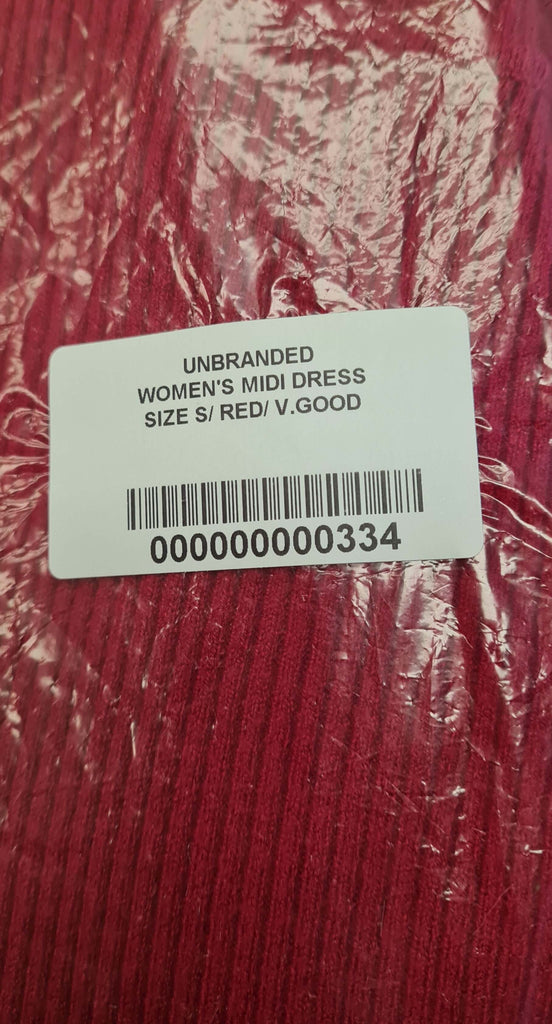 UNBRANDED
WOMEN'S MIDI DRESS
SIZE S/ RED/ V.GOOD
000000000334